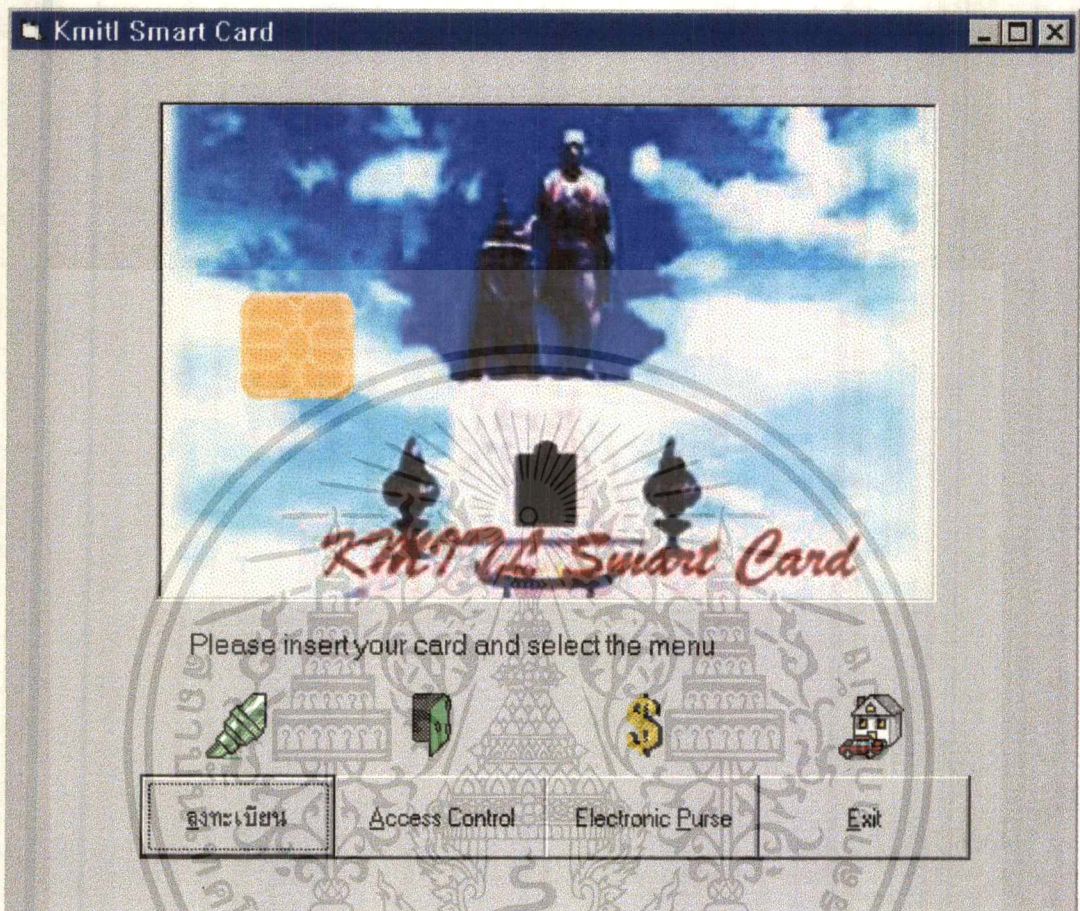 Kmitl Smart Card
KMITL Smart Card
Please insert your card and select the menu
ลงทะเบียน Access Control Electronic Purse Exit